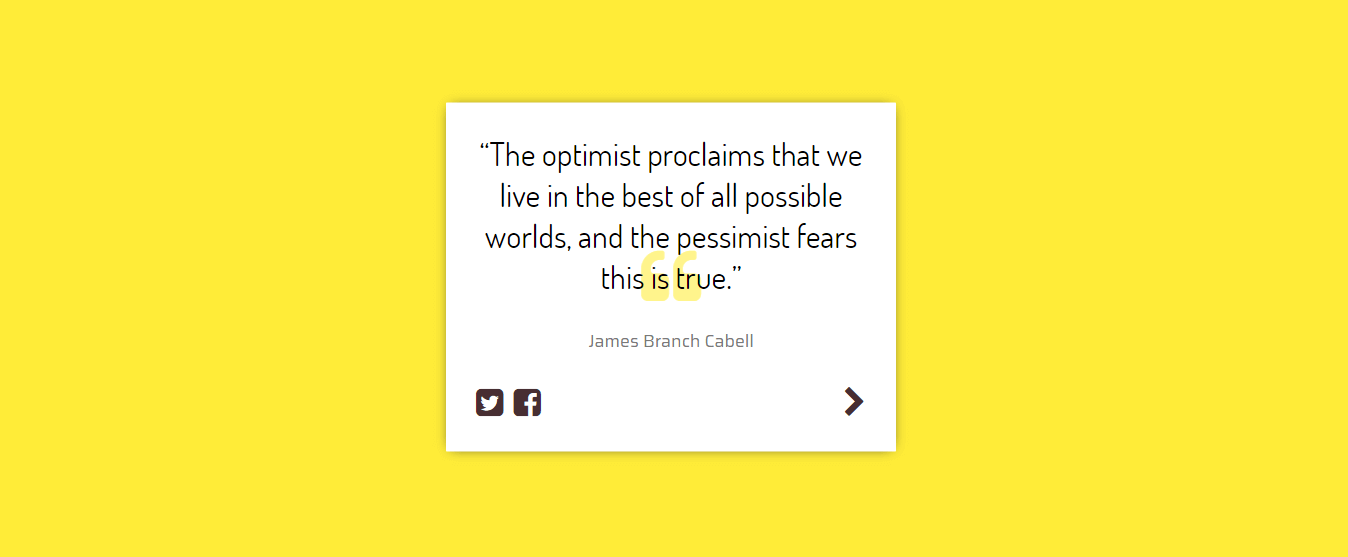 “The optimist proclaims that we
live in the best of all possible
worlds, and the pessimist fears
this is true.”
James Branch Cabell